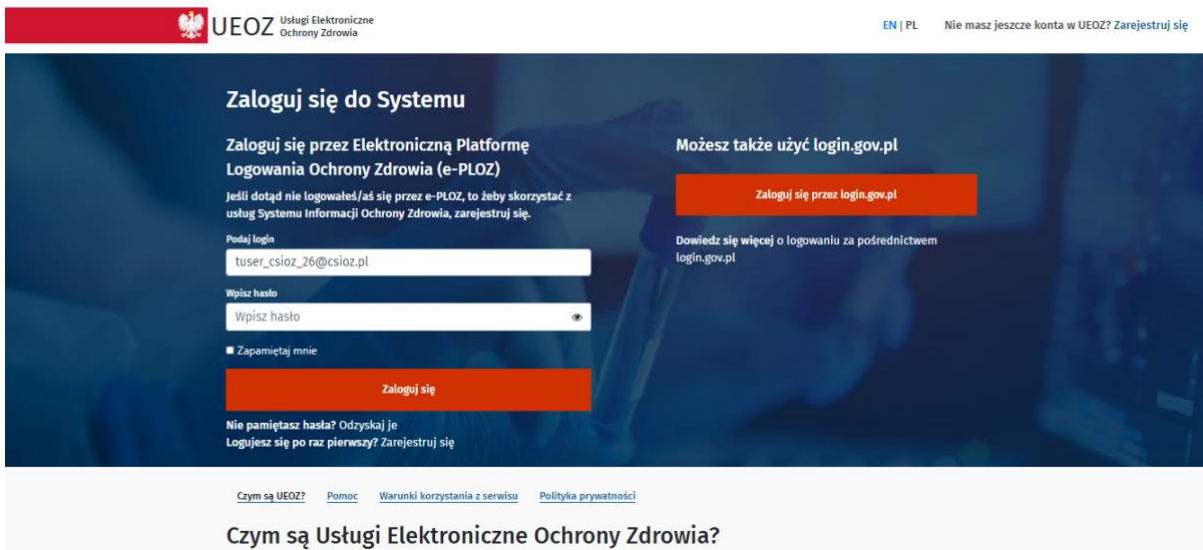 UEOZ Usługi Elektroniczne
Ochrony Zdrowia
EN | PL Nie masz jeszcze konta w UEOZ? Zarejestruj się
Zaloguj się do Systemu
Zaloguj się przez Elektroniczną Platformę
Logowania Ochrony Zdrowia (e-PLOZ)
Jeśli dotąd nie logowałeś/aś się przez e-PLOZ, to żeby skorzystać z
usług Systemu Informacji Ochrony Zdrowia, zarejestruj się.
Podaj login
tuser_csioz_26@csioz.pl
Wpisz hasło
Wpisz hasło
Zapamiętaj mnie
Zaloguj się
Nie pamiętasz hasła? Odzyskaj je
Logujesz się po raz pierwszy? Zarejestruj się
Możesz także użyć login.gov.pl
Zaloguj się przez login.gov.pl
Dowiedz się więcej o logowaniu za pośrednictwem
login.gov.pl
Czym są UEOZ? Pomoc Warunki korzystania z serwisu Polityka prywatności
Czym są Usługi Elektroniczne Ochrony Zdrowia?